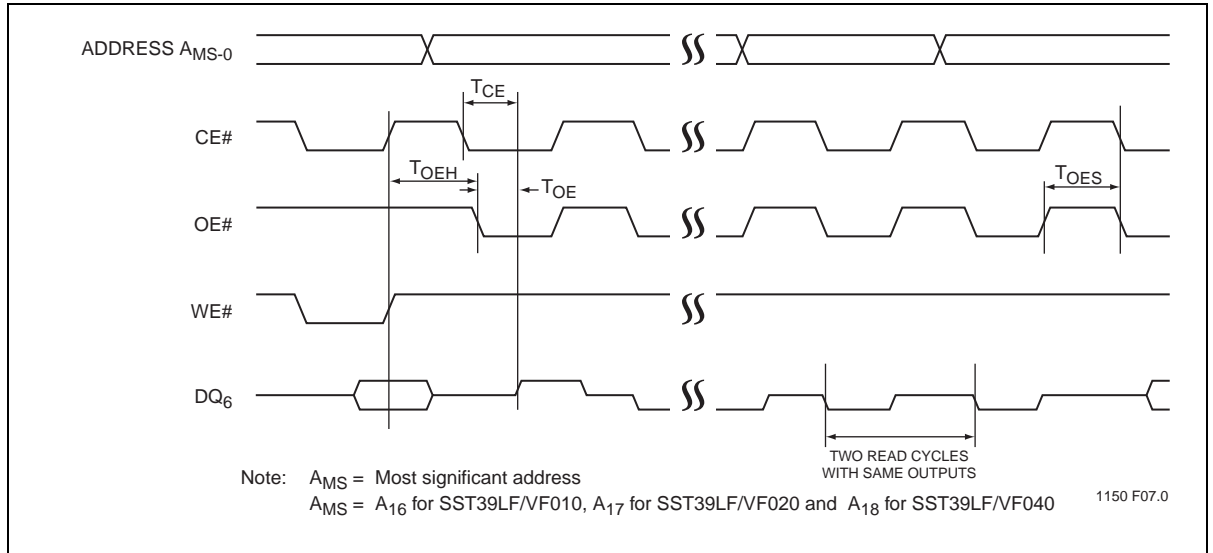 ADDRESS AMS-0
TCE
CE#
TOEH
TOE
TOES
OE#
WE#
DQ6
TWO READ CYCLES
WITH SAME OUTPUTS
Note: AMS = Most significant address
AMS = A16 for SST39LF/VF010, A17 for SST39LF/VF020 and A18 for SST39LF/VF040
1150 F07.0